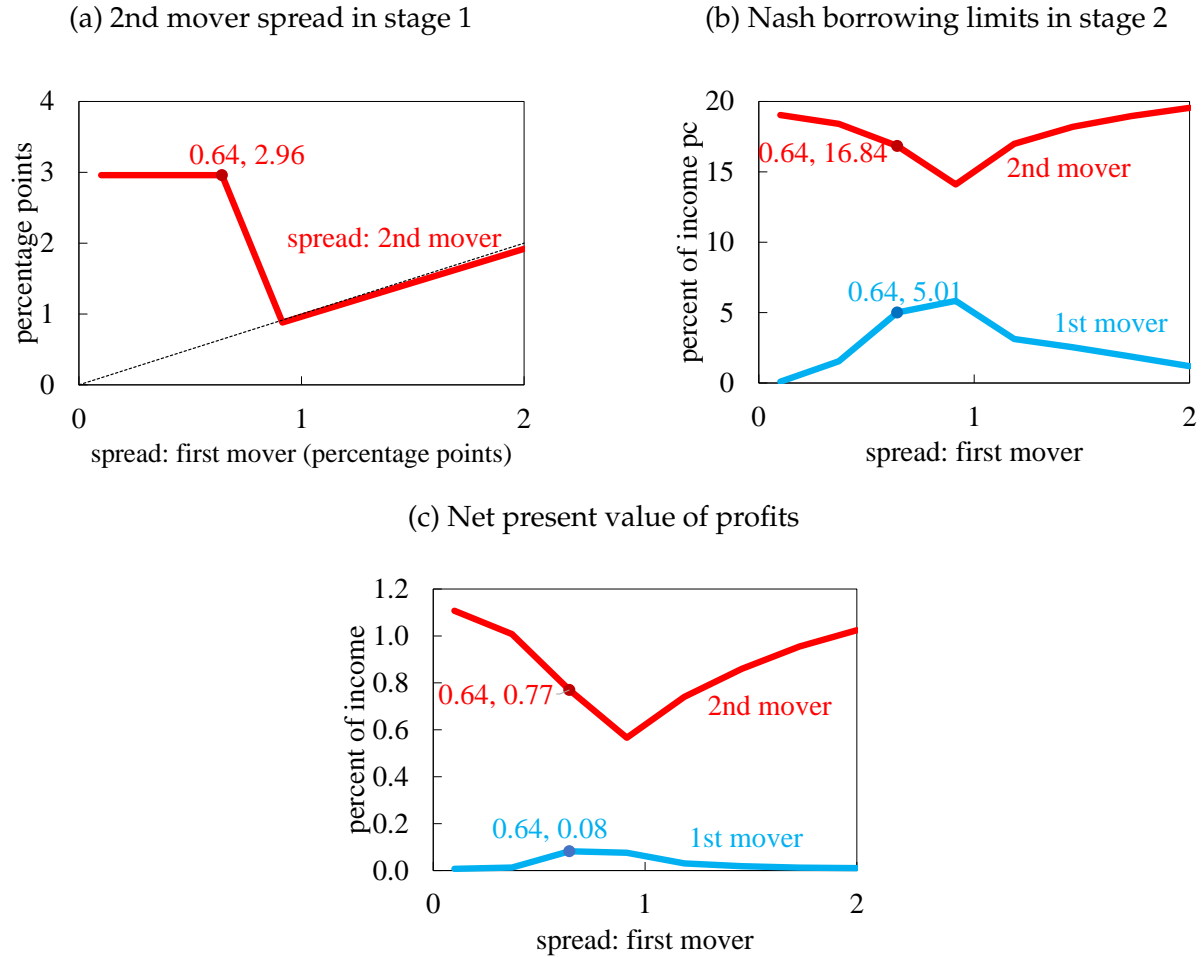 (a) 2nd mover spread in stage 1
percentage points
4
3
2
1
0
0.64, 2.96
spread: 2nd mover
0
1
2
spread: first mover (percentage points)
(b) Nash borrowing limits in stage 2
percent of income pc
20
15
10
5
0
0.64, 16.84
2nd mover
0.64, 5.01
1st mover
0
1
2
spread: first mover
(c) Net present value of profits
percent of income
1.2
1.0
0.8
0.6
0.4
0.2
0.0
0.64, 0.77
2nd mover
0.64, 0.08
1st mover
0
1
2
spread: first mover